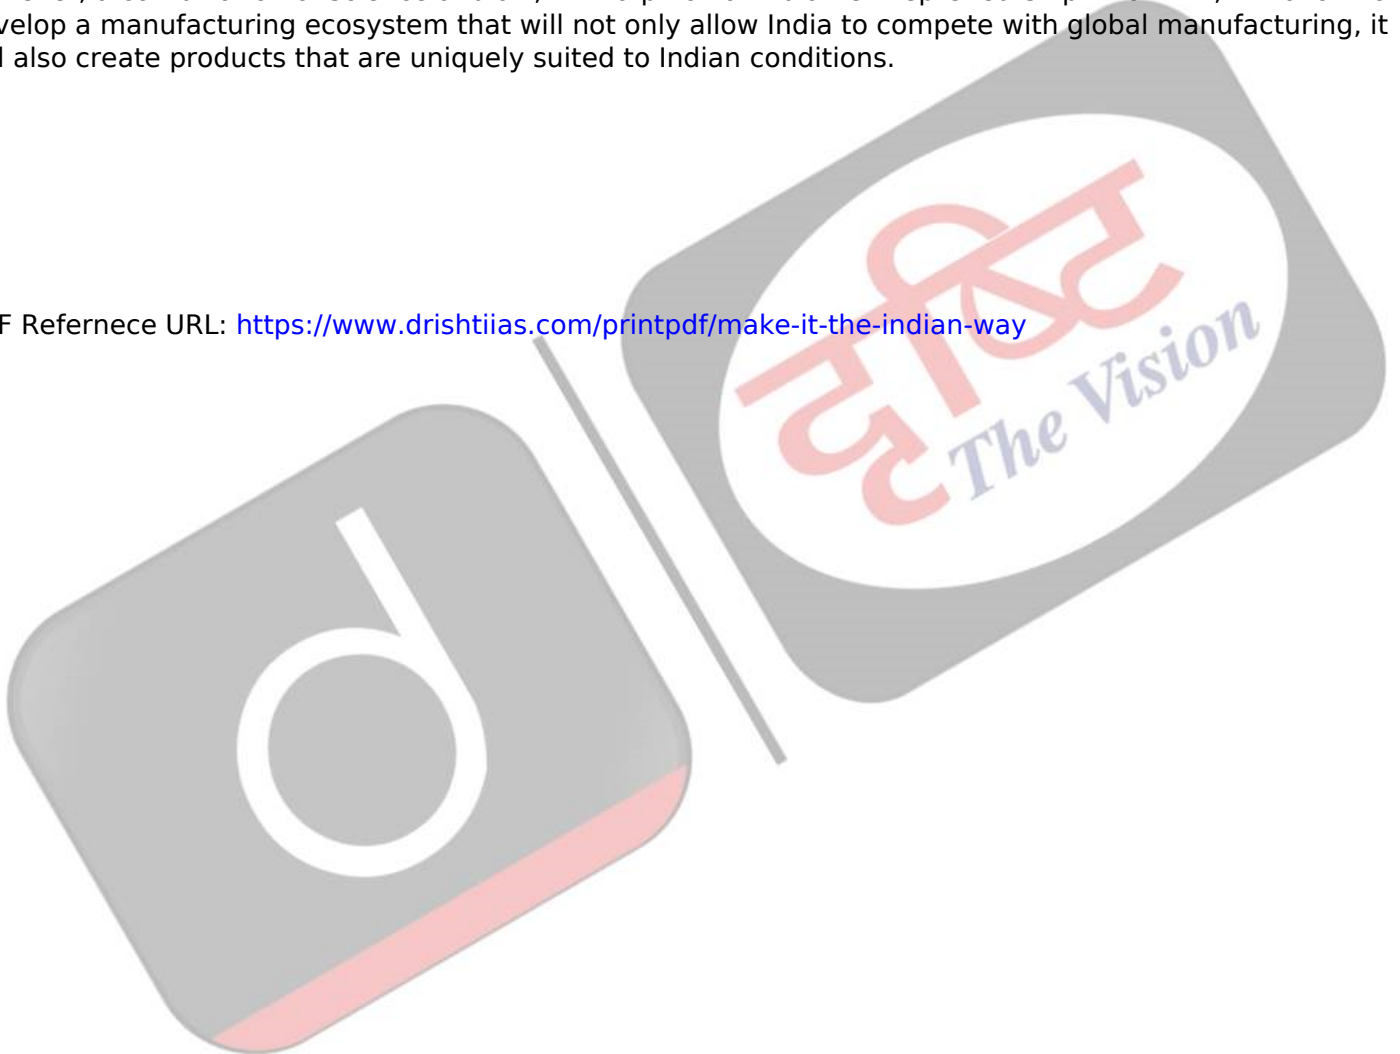 velop a manufacturing ecosystem that will not only allow India to compete with global manufacturing, it
l also create products that are uniquely suited to Indian conditions.
F Refernece URL: https://www.drishtiias.com/printpdf/make-it-the-indian-way
दृष्टि
The Vision
d